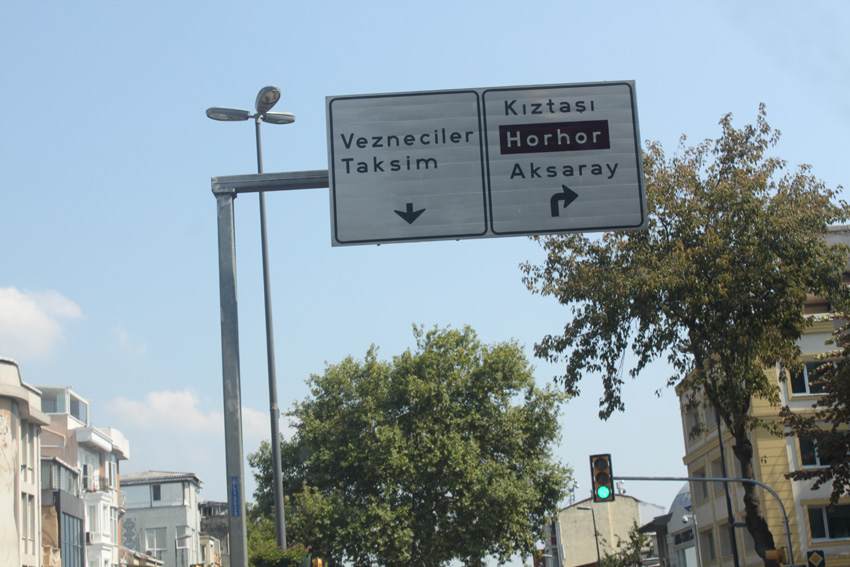 Vezneciler
Taksim
Kıztaşı
Horhor
Aksaray